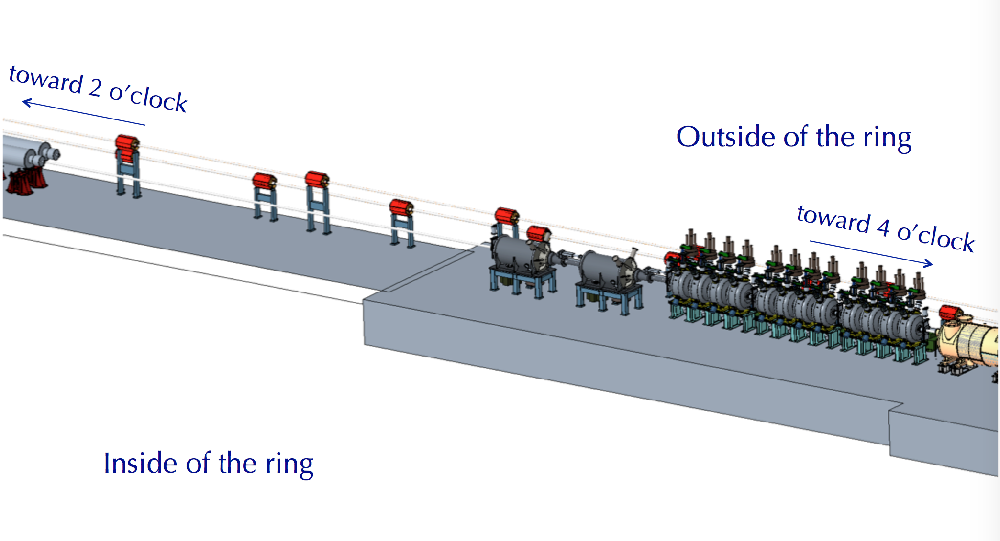 toward 2 o’clock
Outside of the ring
toward 4 o’clock
Inside of the ring